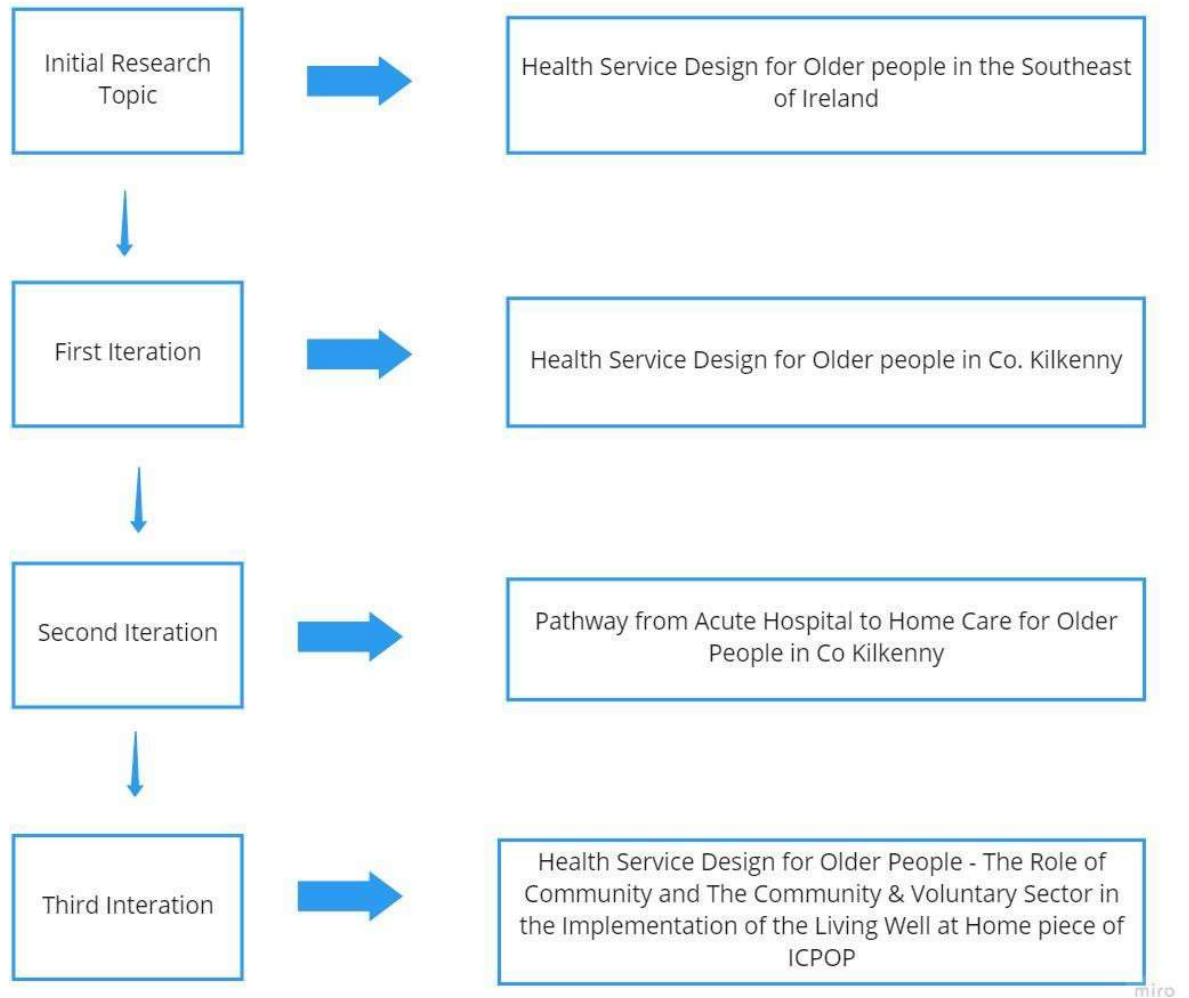 Initial Research
Topic
Health Service Design for Older people in the Southeast
of Ireland
First Iteration
Health Service Design for Older people in Co. Kilkenny
Second Iteration
Pathway from Acute Hospital to Home Care for Older
People in Co Kilkenny
Third Interation
Health Service Design for Older People - The Role of
Community and The Community & Voluntary Sector in
the Implementation of the Living Well at Home piece of
ICPOP
miro